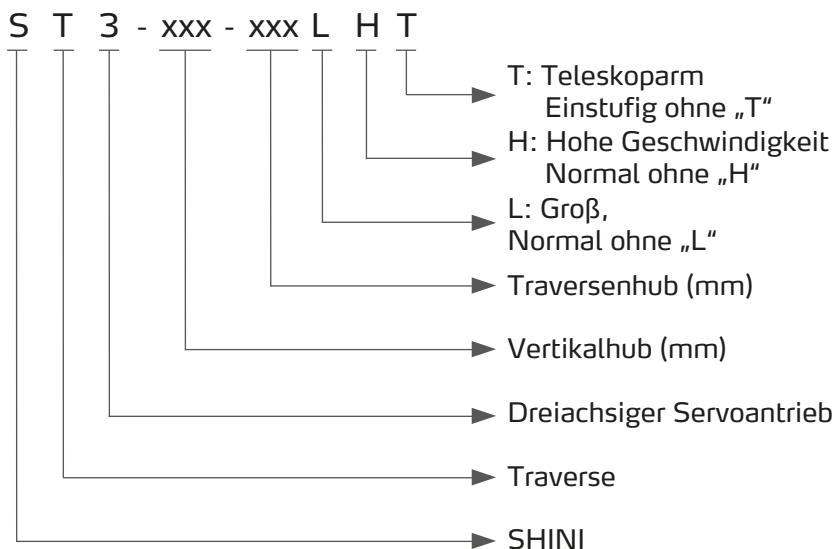 S T 3 - xxx - xxx L H T
T: Teleskoparm
Einstufig ohne „T“
H: Hohe Geschwindigkeit
Normal ohne „H“
L: Groß,
Normal ohne „L“
Traversenhub (mm)
Vertikalhub (mm)
Dreiachsiger Servoantrieb
Traverse
SHINI